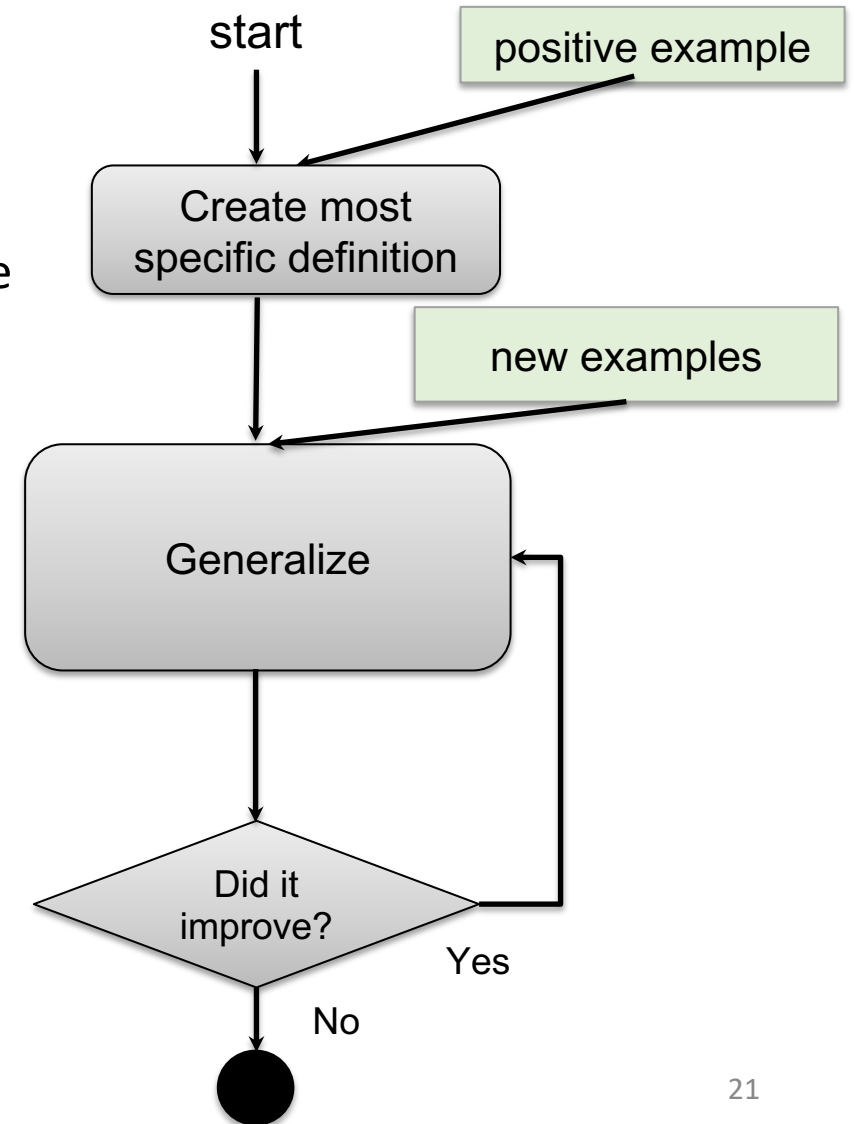 start
positive example
Create most
specific definition
e
new examples
Generalize
Did it
improve?
Yes
No
21